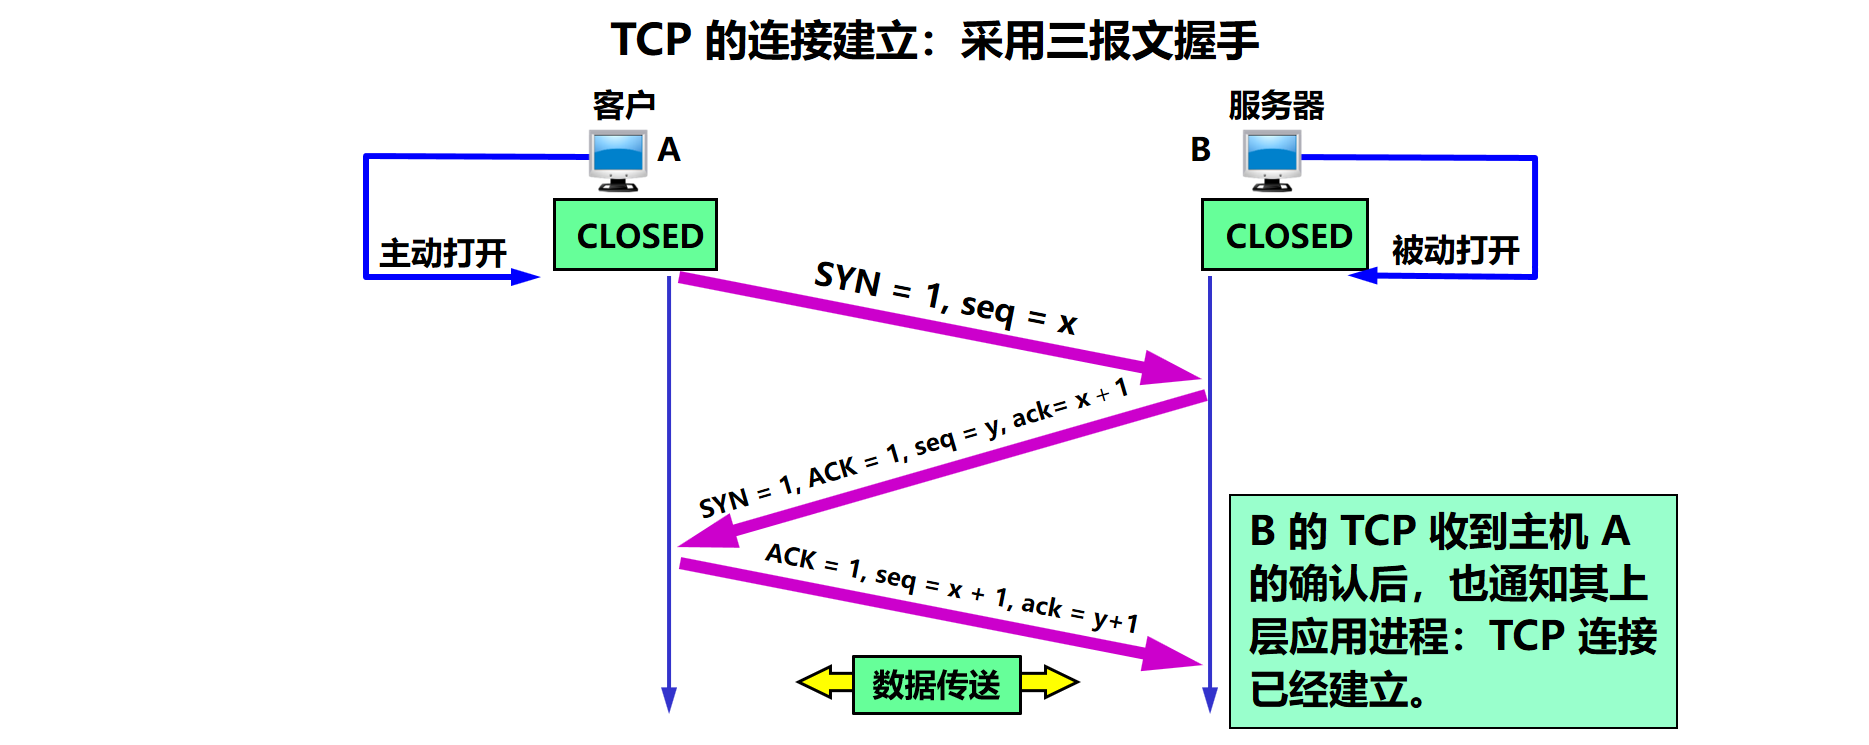 TCP 的连接建立：采用三报文握手
客户
服务器
A
B
CLOSED
CLOSED
主动打开
被动打开
SYN = 1, seq = x
SYN = 1, ACK = 1, seq = y, ack= x + 1
ACK = 1, seq = x + 1, ack = y+1
B 的 TCP 收到主机 A
的确认后，也通知其上
层应用进程：TCP 连接
已经建立。
数据传送